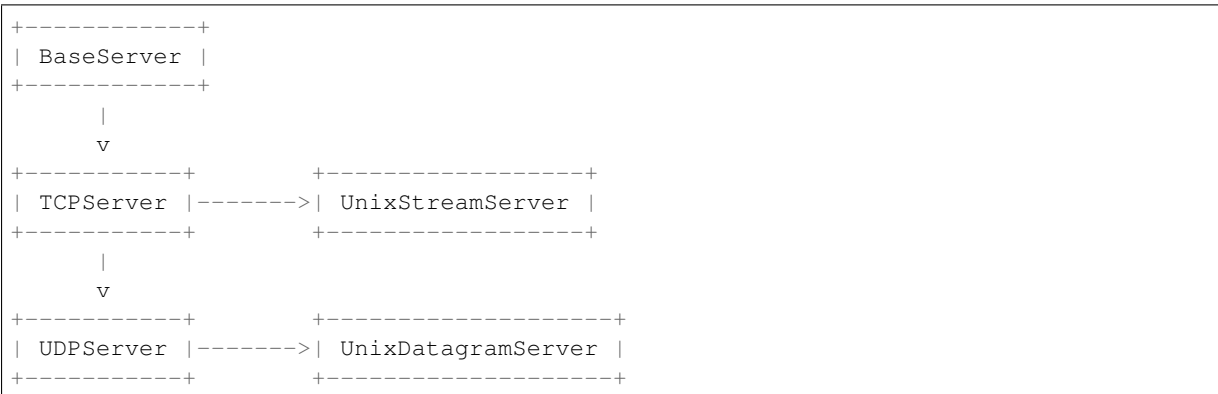 +------------+
| BaseServer |
+------------+
      |
      v
+-----------+        +------------------+
| TCPServer |------->| UnixStreamServer |
+-----------+        +------------------+
      |
      v
+-----------+        +--------------------+
| UDPServer |------->| UnixDatagramServer |
+-----------+        +--------------------+